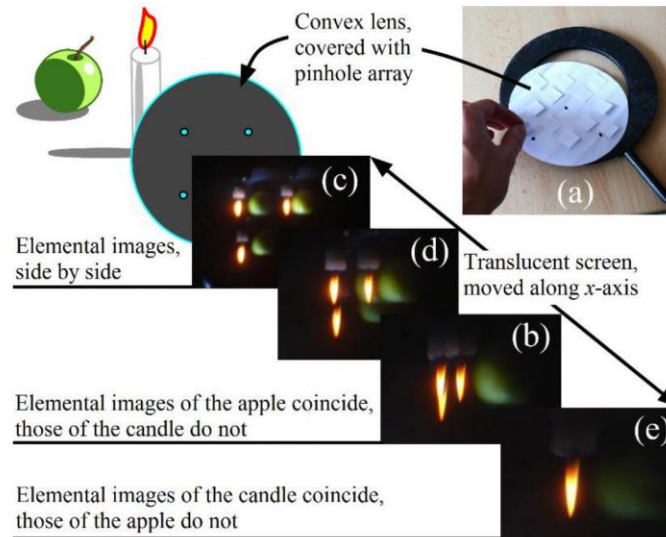 Convex lens,
covered with
pinhole array
(a)
(c)
Elemental images,
side by side
(d)
Translucent screen,
moved along x-axis
(b)
Elemental images of the apple coincide,
those of the candle do not
(e)
Elemental images of the candle coincide,
those of the apple do not